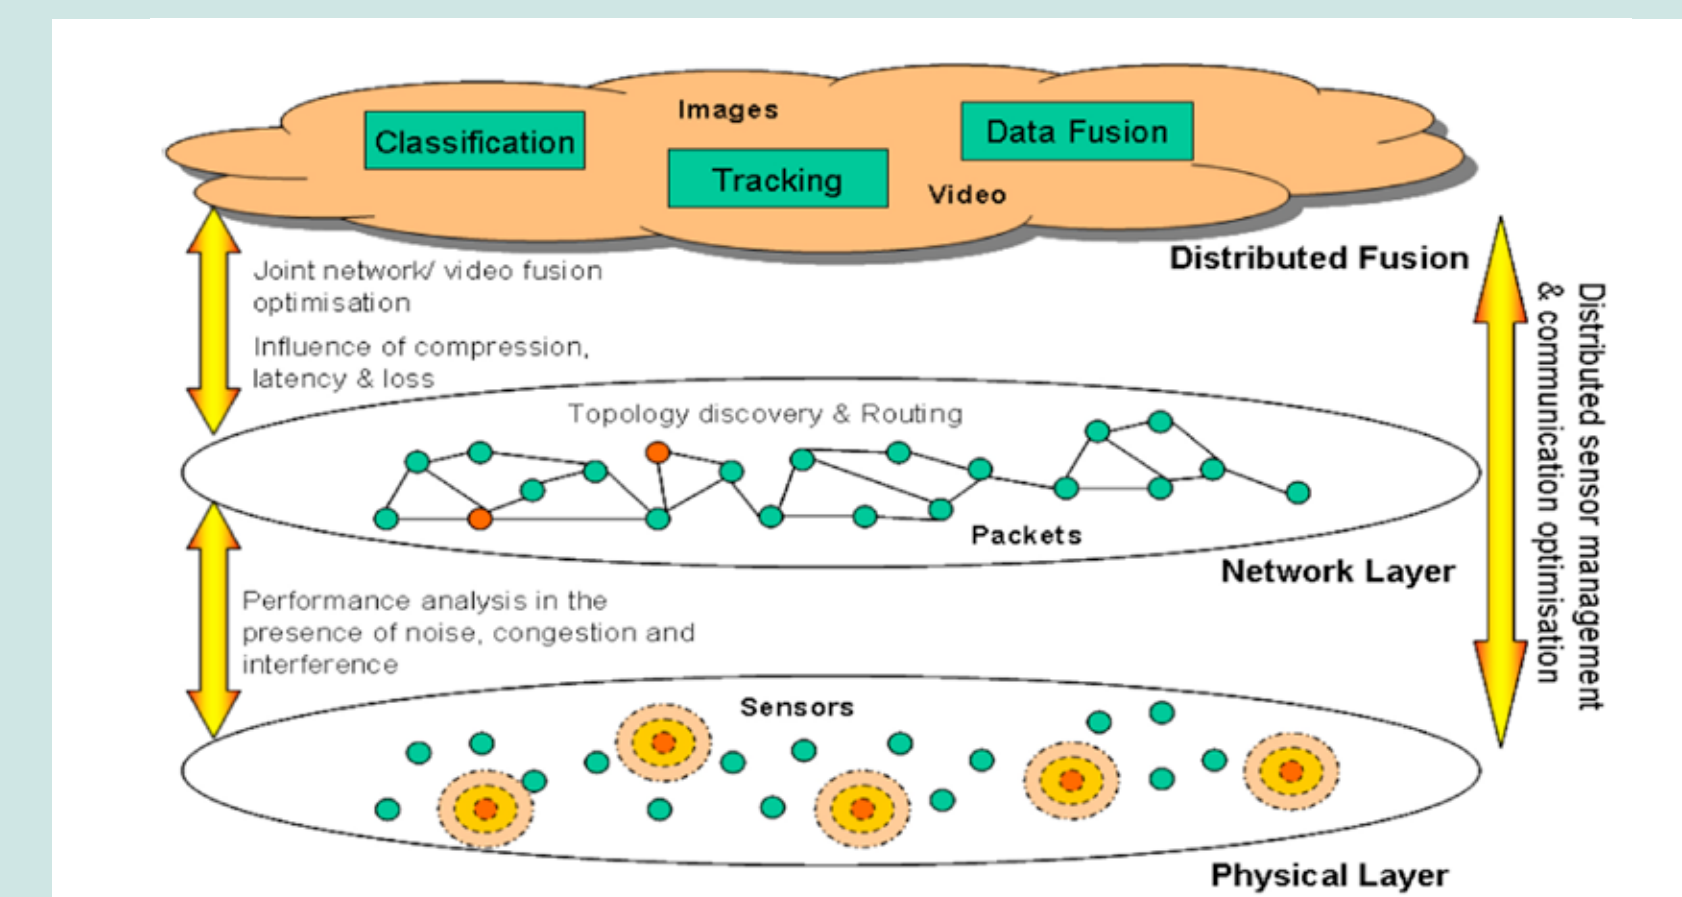 Images
Classification
Data Fusion
Tracking
Video
Distributed Fusion
Joint network/ video fusion
optimisation
Influence of compression,
latency & loss
Topology discovery & Routing
Packets
Network Layer
Performance analysis in the
presence of noise, congestion and
interference
Sensors
Physical Layer
Distributed sensor management
& communication optimisation